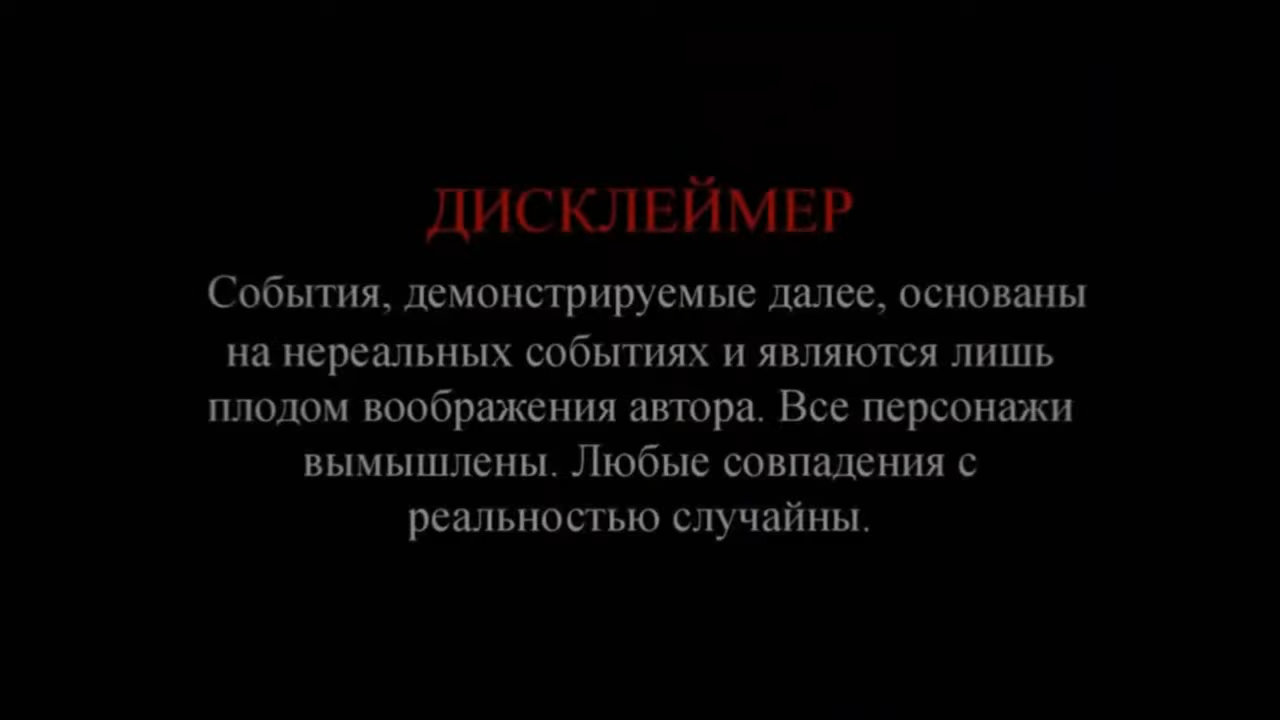 ДИСКЛЕЙМЕР
События, демонстрируемые далее, основаны
на нереальных событиях и являются лишь
плодом воображения автора. Все персонажи
вымышлены. Любые совпадения с
реальностью случайны.